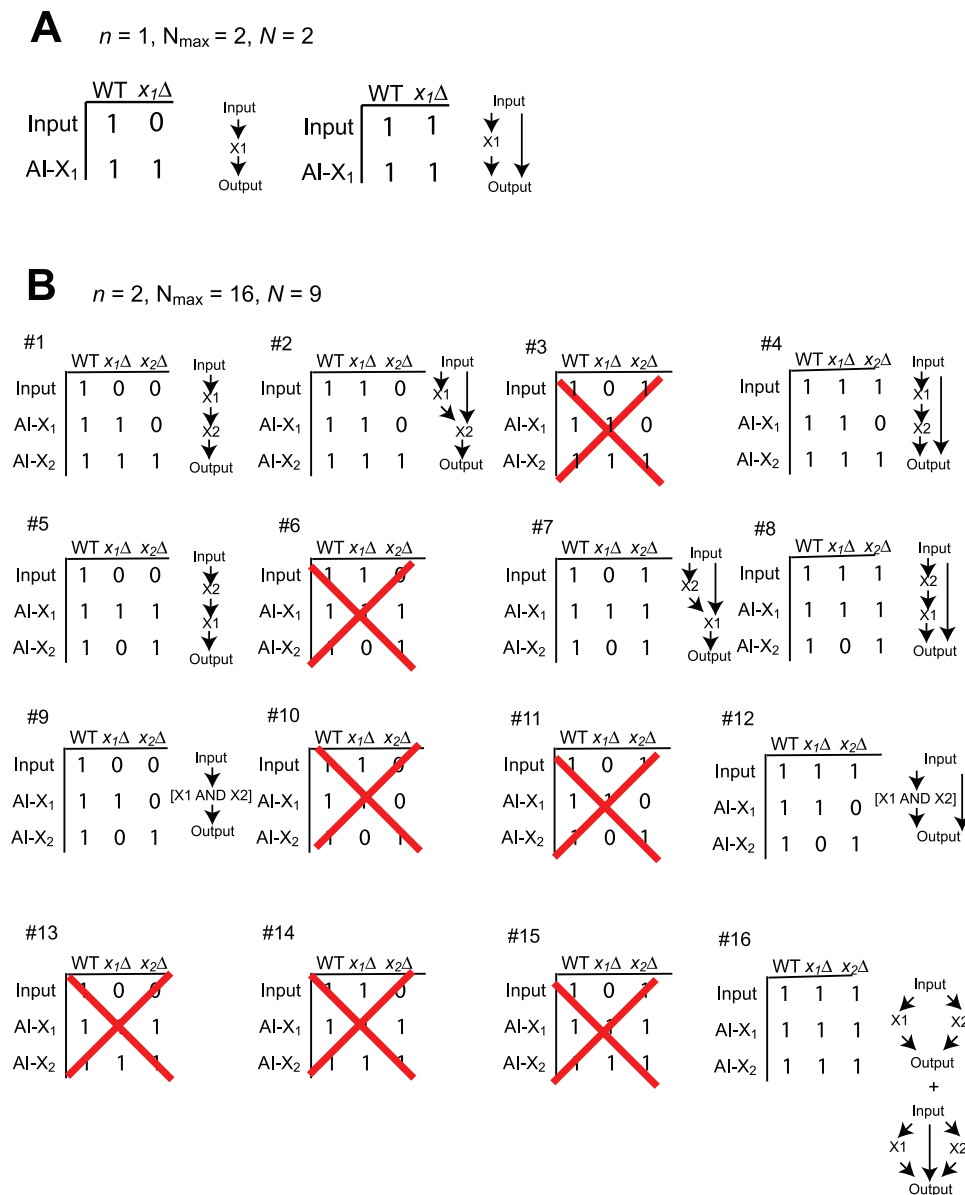 A
n = 1, Nmax = 2, N = 2
WT x₁Δ
Input 1 0
AI-X₁ 1 1
Input
X1
Output
WT x₁Δ
Input 1 1
AI-X₁ 1 1
Input
X1
Output
B
n = 2, Nmax = 16, N = 9
#1
WT x₁Δ x₂Δ
Input 1 0 0
AI-X₁ 1 1 0
AI-X₂ 1 1 1
Input
X1
X2
Output
#2
WT x₁Δ x₂Δ
Input 1 1 0
AI-X₁ 1 1 0
AI-X₂ 1 1 1
Input
X1
X2
Output
#3
WT x₁Δ x₂Δ
Input 1 0 1
AI-X₁ 1 1 0
AI-X₂ 1 1 1
#4
WT x₁Δ x₂Δ
Input 1 1 1
AI-X₁ 1 1 0
AI-X₂ 1 1 1
Input
X1
X2
Output
#5
WT x₁Δ x₂Δ
Input 1 0 0
AI-X₁ 1 1 1
AI-X₂ 1 0 1
Input
X2
X1
Output
#6
WT x₁Δ x₂Δ
Input 1 1 0
AI-X₁ 1 1 1
AI-X₂ 1 0 1
#7
WT x₁Δ x₂Δ
Input 1 0 1
AI-X₁ 1 1 1
AI-X₂ 1 0 1
Input
X2
X1
Output
#8
WT x₁Δ x₂Δ
Input 1 1 1
AI-X₁ 1 1 1
AI-X₂ 1 0 1
Input
X2
X1
Output
#9
WT x₁Δ x₂Δ
Input 1 0 0
AI-X₁ 1 1 0
AI-X₂ 1 0 1
Input
[X1 AND X2]
Output
#10
WT x₁Δ x₂Δ
Input 1 1 0
AI-X₁ 1 1 0
AI-X₂ 1 0 1
#11
WT x₁Δ x₂Δ
Input 1 0 1
AI-X₁ 1 1 0
AI-X₂ 1 0 1
#12
WT x₁Δ x₂Δ
Input 1 1 1
AI-X₁ 1 1 0
AI-X₂ 1 0 1
Input
[X1 AND X2]
Output
#13
WT x₁Δ x₂Δ
Input 1 0 0
AI-X₁ 1 1 1
AI-X₂ 1 1 1
#14
WT x₁Δ x₂Δ
Input 1 1 0
AI-X₁ 1 1 1
AI-X₂ 1 1 1
#15
WT x₁Δ x₂Δ
Input 1 0 1
AI-X₁ 1 1 1
AI-X₂ 1 1 1
#16
WT x₁Δ x₂Δ
Input 1 1 1
AI-X₁ 1 1 1
AI-X₂ 1 1 1
Input
X1 X2
Output
+
Input
X1 X2
Output